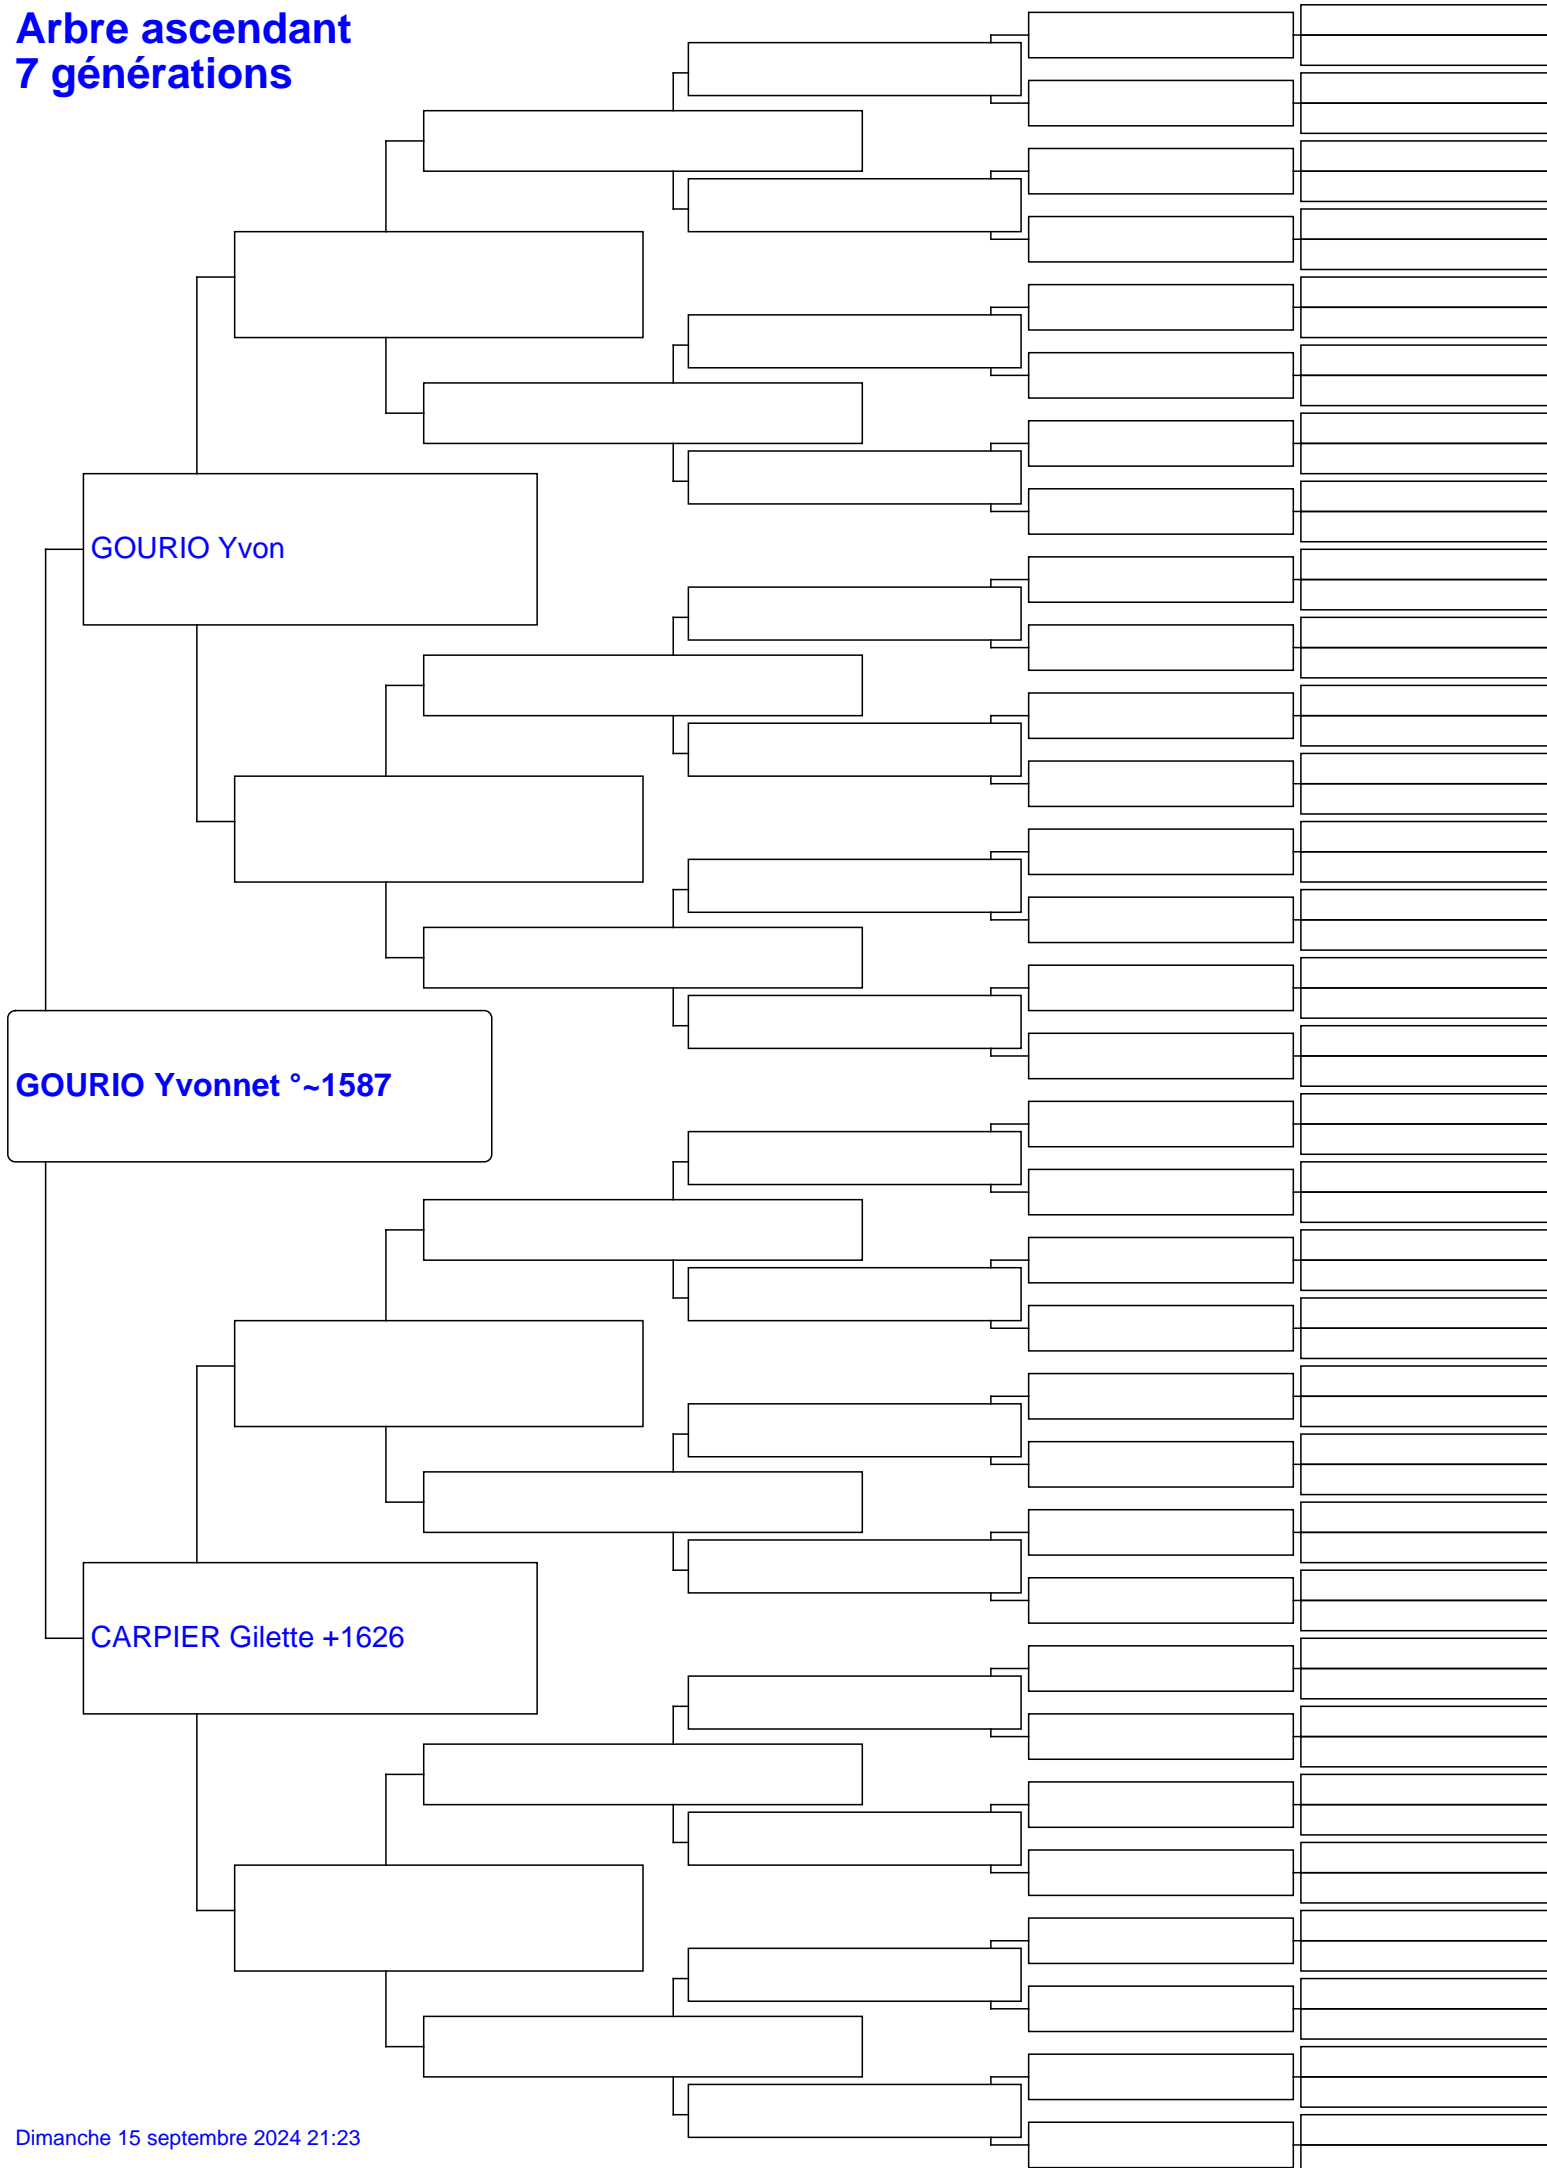 Arbre ascendant
7 générations
GOURIO Yvon
GOURIO Yvonnet °~1587
CARPIER Gilette +1626
Dimanche 15 septembre 2024 21:23